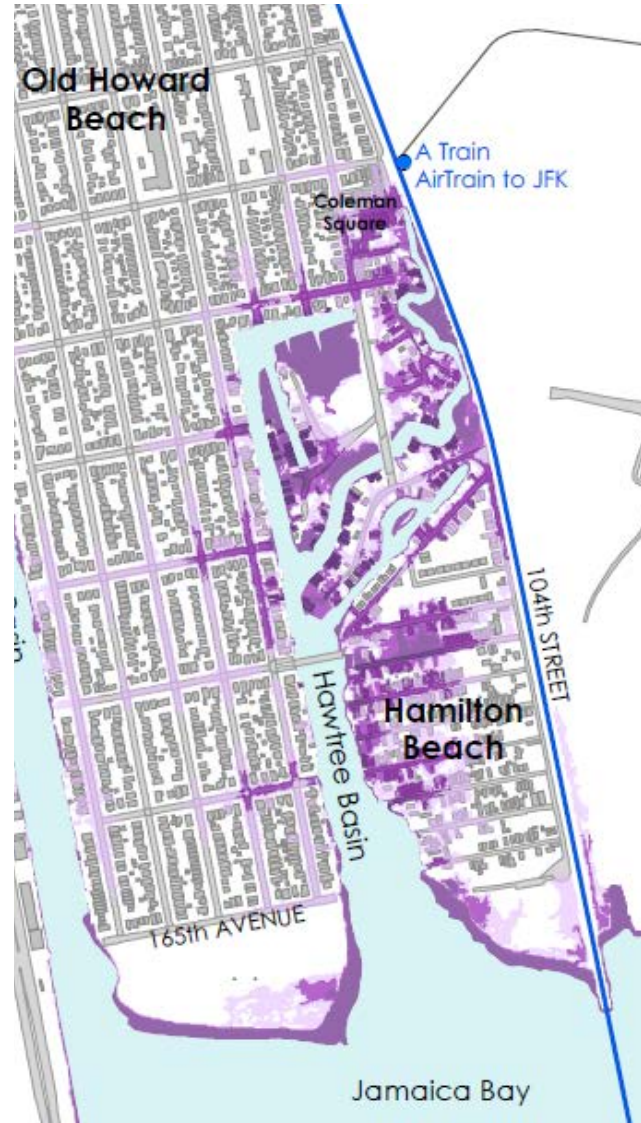 Old Howard
Beach
A Train
AirTrain to JFK
Coleman
Square
104th STREET
Basin
Hawtree Basin
Hamilton
Beach
165th AVENUE
Jamaica Bay